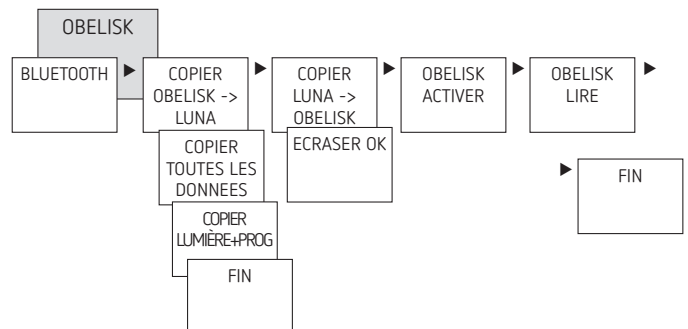 OBELISK
BLUETOOTH
COPIER
OBELISK ->
LUNA
COPIER
TOUTES LES
DONNEES
COPIER
LUMIÈRE+PROG
FIN
COPIER
LUNA ->
OBELISK
ECRASER OK
OBELISK
ACTIVER
OBELISK
LIRE
FIN